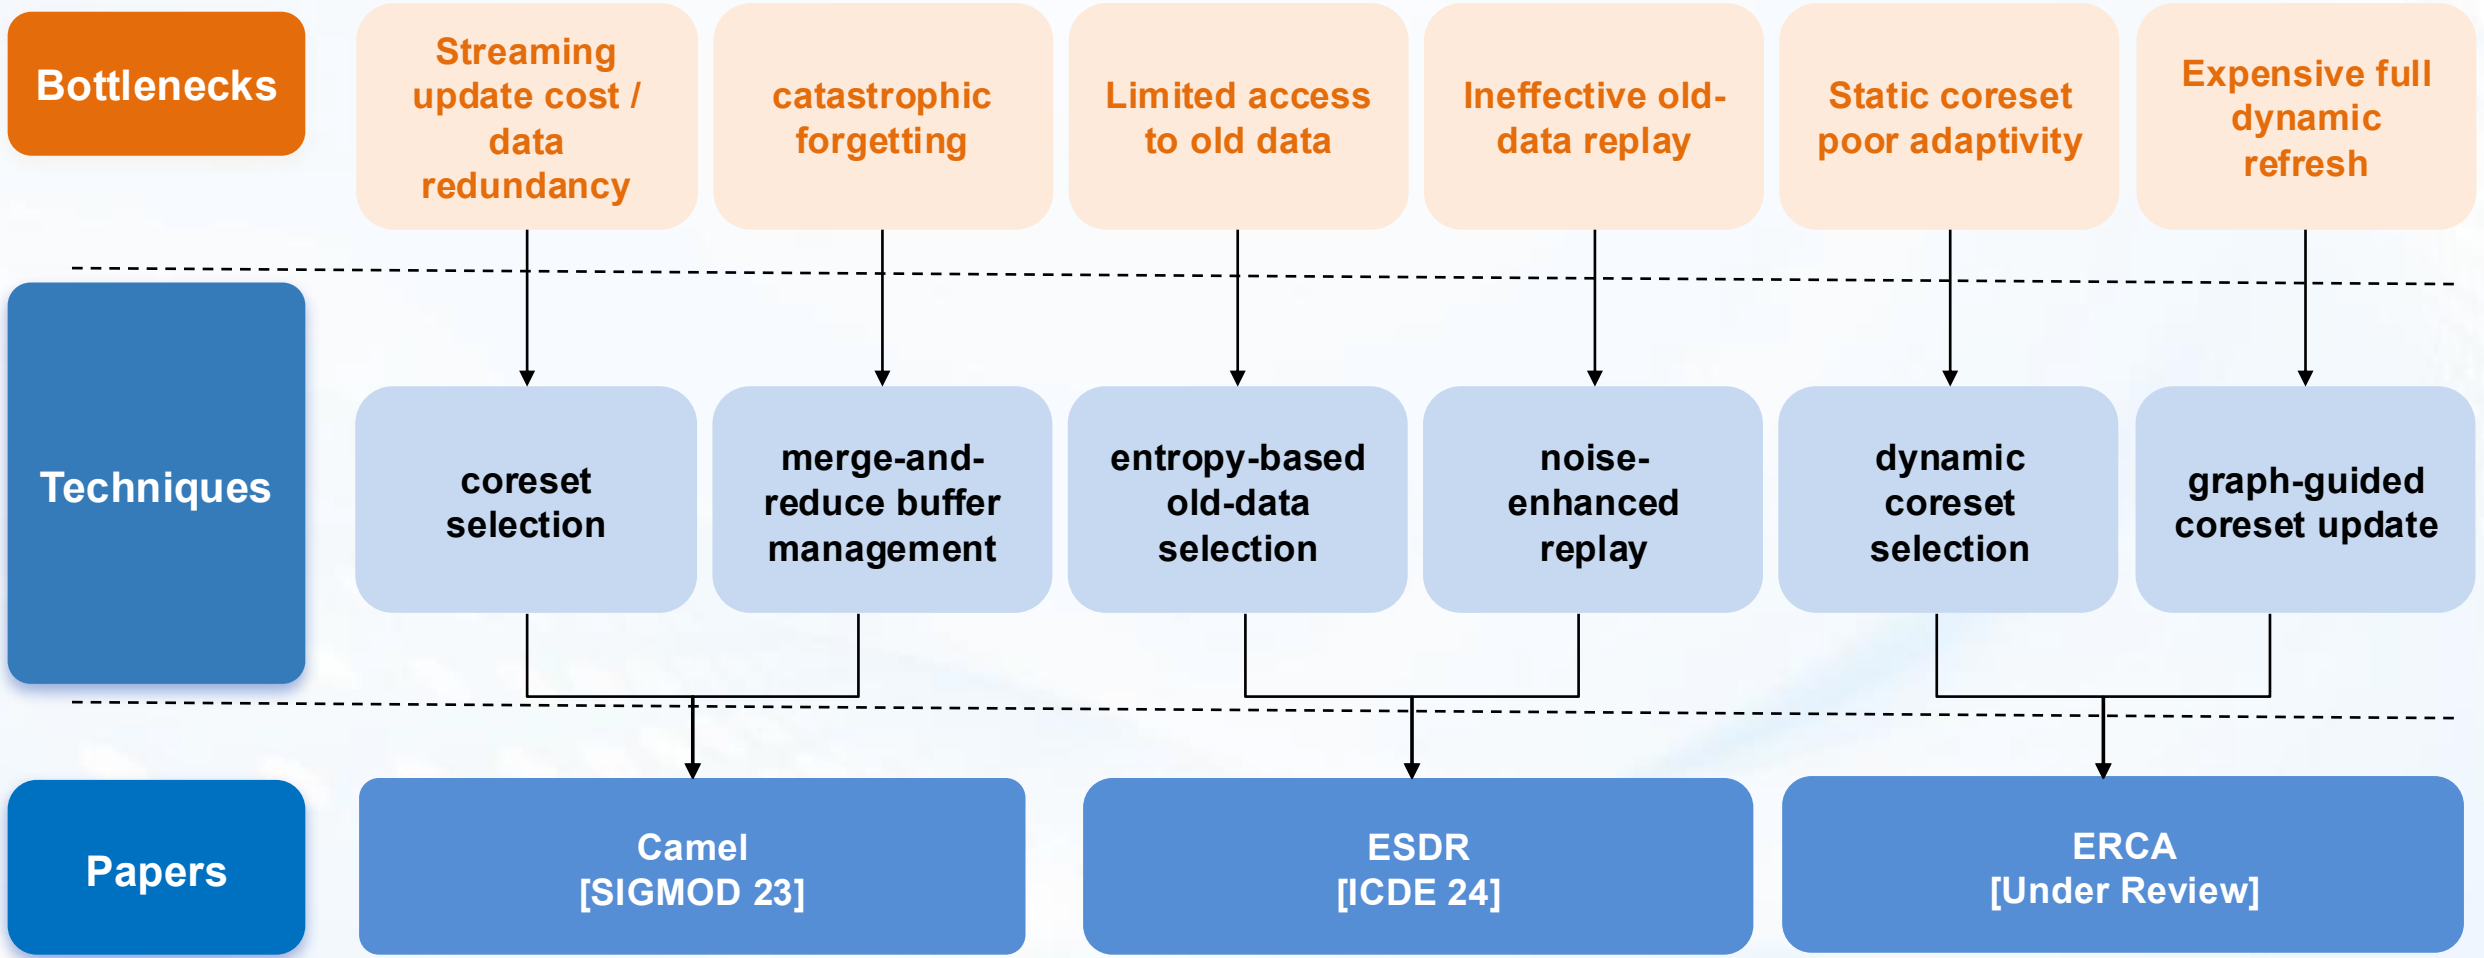 Bottlenecks
Streaming
update cost /
data
redundancy
catastrophic
forgetting
Limited access
to old data
Ineffective old-
data replay
Static coreset
poor adaptivity
Expensive full
dynamic
refresh
Techniques
coreset
selection
merge-and-
reduce buffer
management
entropy-based
old-data
selection
noise-
enhanced
replay
dynamic
coreset
selection
graph-guided
coreset update
Papers
Camel
[SIGMOD 23]
ESDR
[ICDE 24]
ERCA
[Under Review]